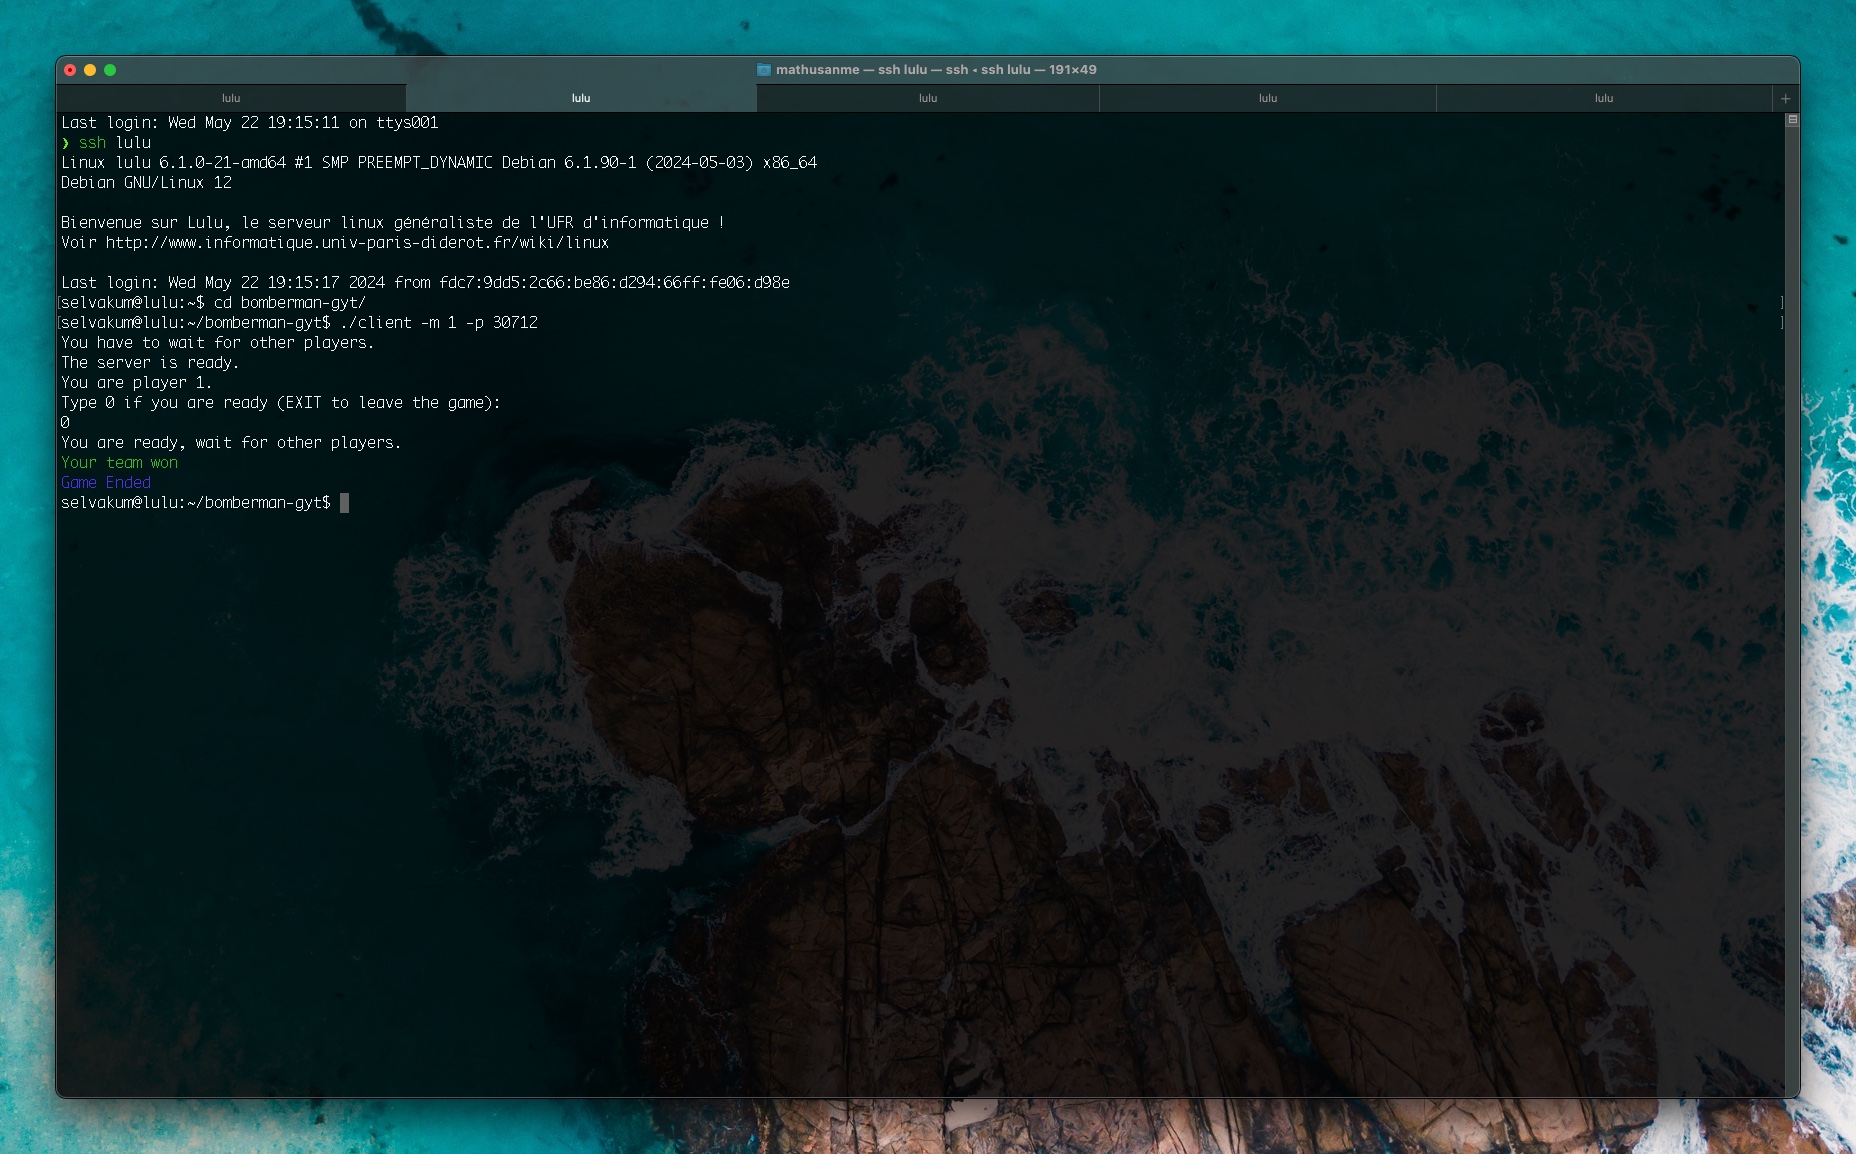 mathusanme — ssh lulu — ssh ◂ ssh lulu — 191×49
lulu lulu lulu lulu lulu +
Last login: Wed May 22 19:15:11 on ttys001
❯ ssh lulu
Linux lulu 6.1.0-21-amd64 #1 SMP PREEMPT_DYNAMIC Debian 6.1.90-1 (2024-05-03) x86_64
Debian GNU/Linux 12
Bienvenue sur Lulu, le serveur linux généraliste de l'UFR d'informatique !
Voir http://www.informatique.univ-paris-diderot.fr/wiki/linux
Last login: Wed May 22 19:15:17 2024 from fdc7:9dd5:2c66:be86:d294:66ff:fe06:d98e
[selvakum@lulu:~$ cd bomberman-gyt/ ]
[selvakum@lulu:~/bomberman-gyt$ ./client -m 1 -p 30712 ]
You have to wait for other players.
The server is ready.
You are player 1.
Type 0 if you are ready (EXIT to leave the game):
0
You are ready, wait for other players.
Your team won
Game Ended
selvakum@lulu:~/bomberman-gyt$